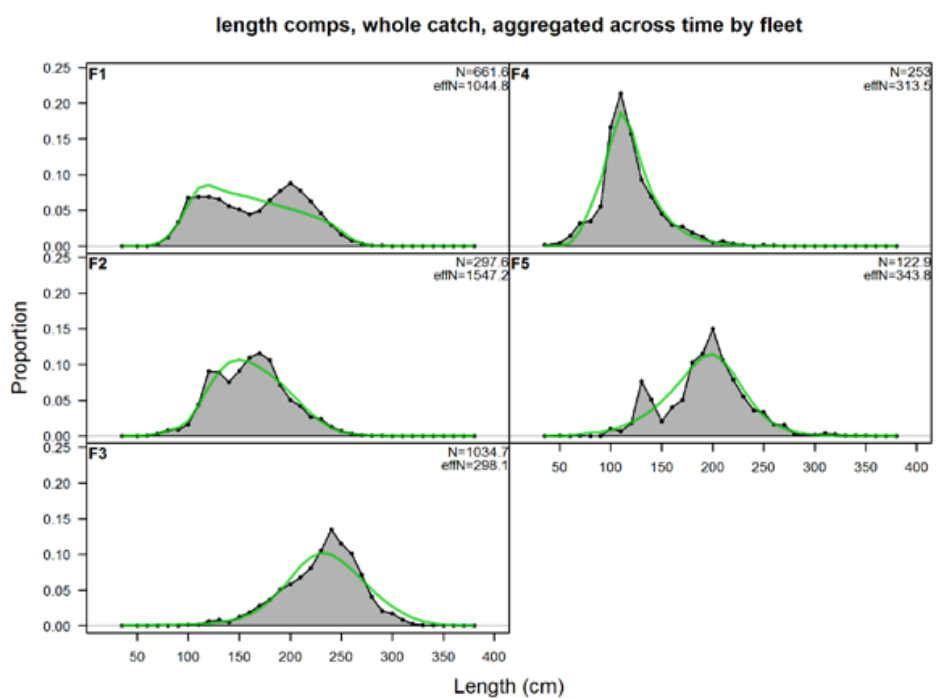 length comps, whole catch, aggregated across time by fleet
Proportion
F1
N=661.6
effN=1044.8
0.25
0.20
0.15
0.10
0.05
0.00
F4
N=253
effN=313.5
F2
N=297.6
effN=1547.2
0.25
0.20
0.15
0.10
0.05
0.00
F5
N=122.9
effN=343.8
50 100 150 200 250 300 350 400
F3
N=1034.7
effN=298.1
0.25
0.20
0.15
0.10
0.05
0.00
50 100 150 200 250 300 350 400
Length (cm)